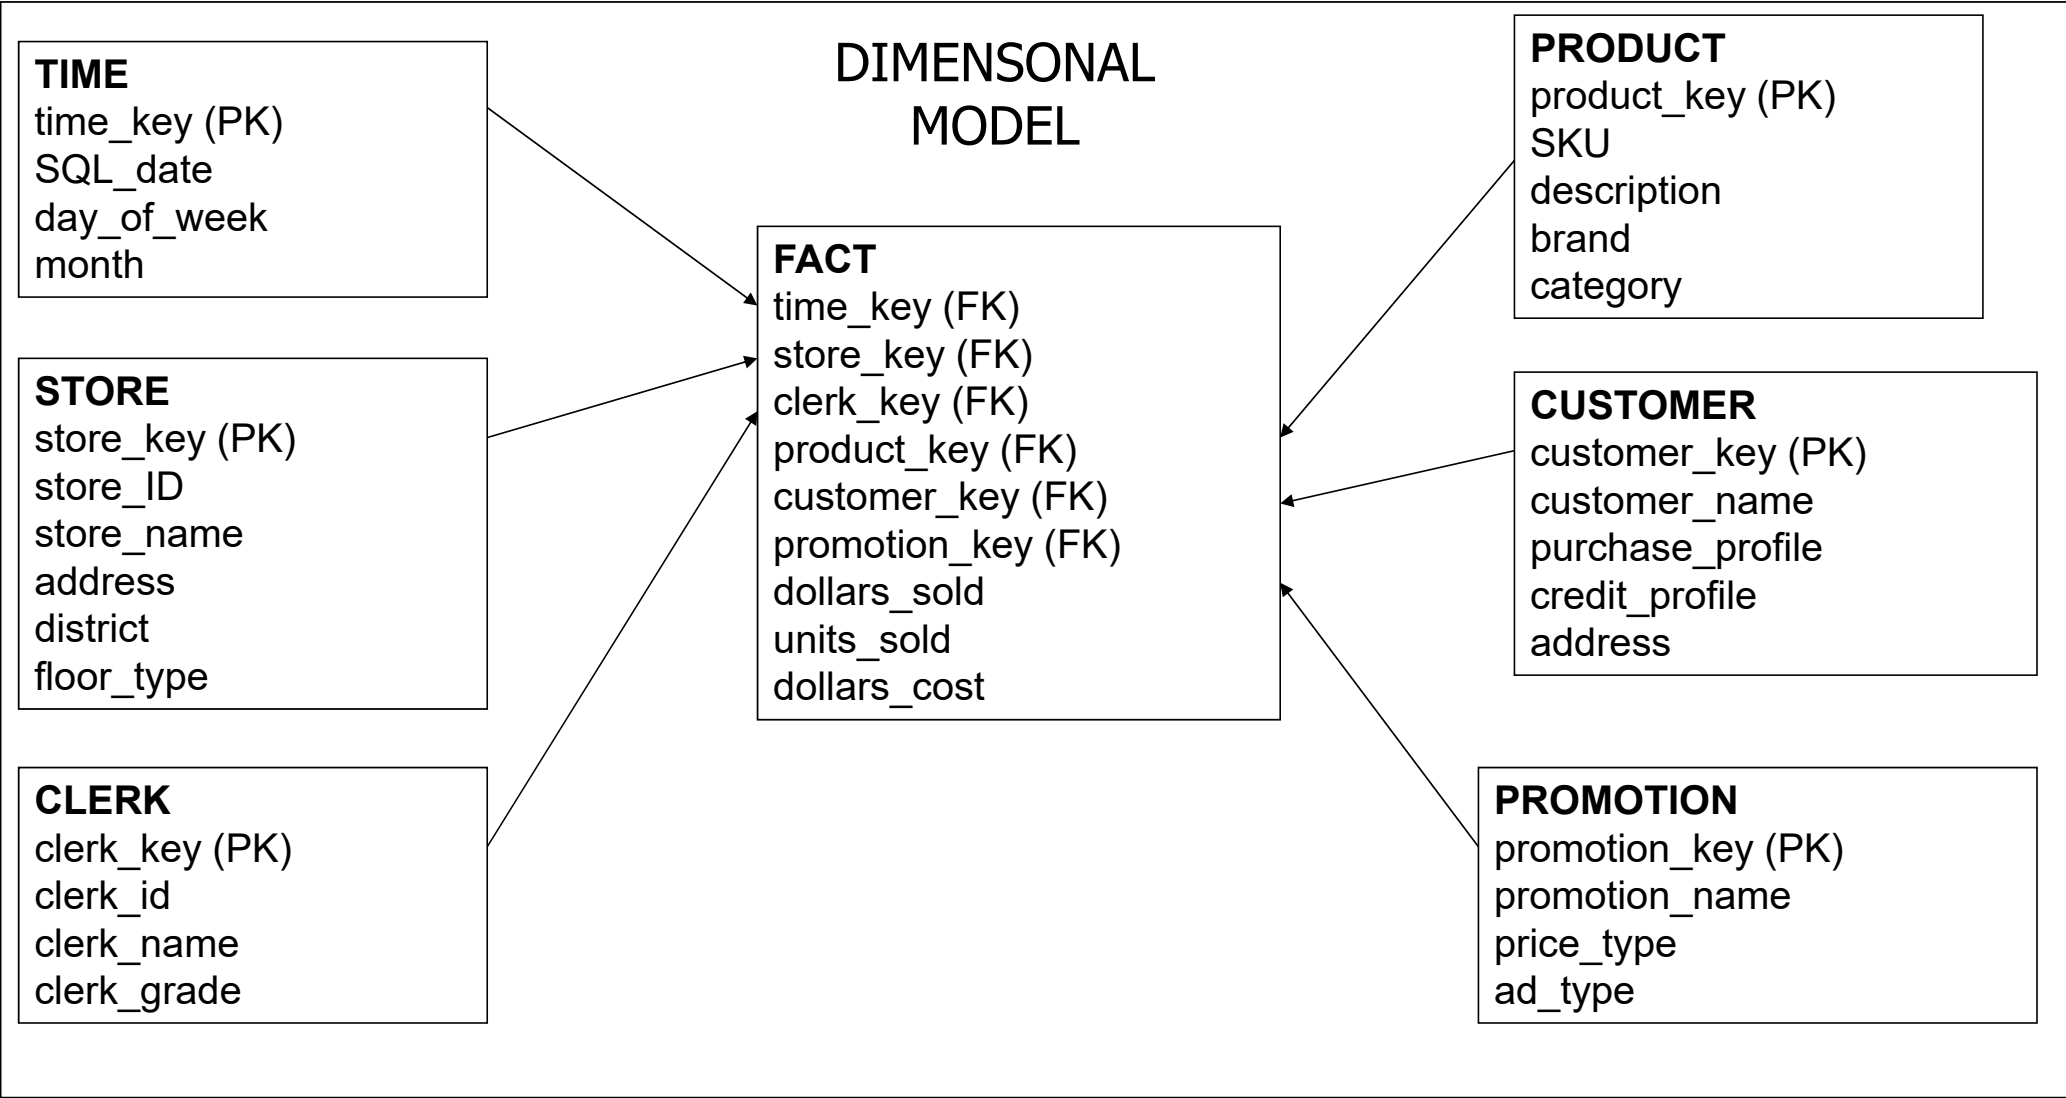 DIMENSONAL
MODEL
TIME
time_key (PK)
SQL_date
day_of_week
month
STORE
store_key (PK)
store_ID
store_name
address
district
floor_type
CLERK
clerk_key (PK)
clerk_id
clerk_name
clerk_grade
FACT
time_key (FK)
store_key (FK)
clerk_key (FK)
product_key (FK)
customer_key (FK)
promotion_key (FK)
dollars_sold
units_sold
dollars_cost
PRODUCT
product_key (PK)
SKU
description
brand
category
CUSTOMER
customer_key (PK)
customer_name
purchase_profile
credit_profile
address
PROMOTION
promotion_key (PK)
promotion_name
price_type
ad_type